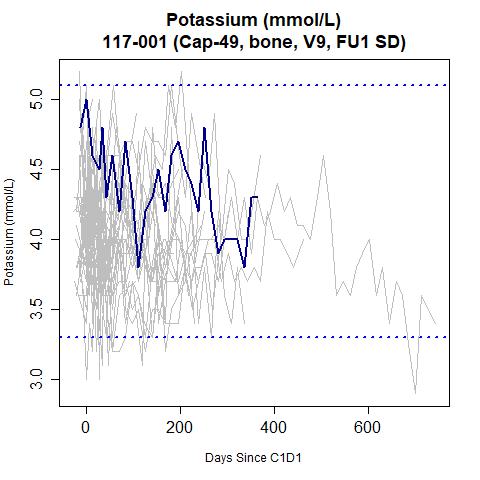 Potassium (mmol/L)
117-001 (Cap-49, bone, V9, FU1 SD)
Potassium (mmol/L)
5.0
4.5
4.0
3.5
3.0
0 200 400 600
Days Since C1D1